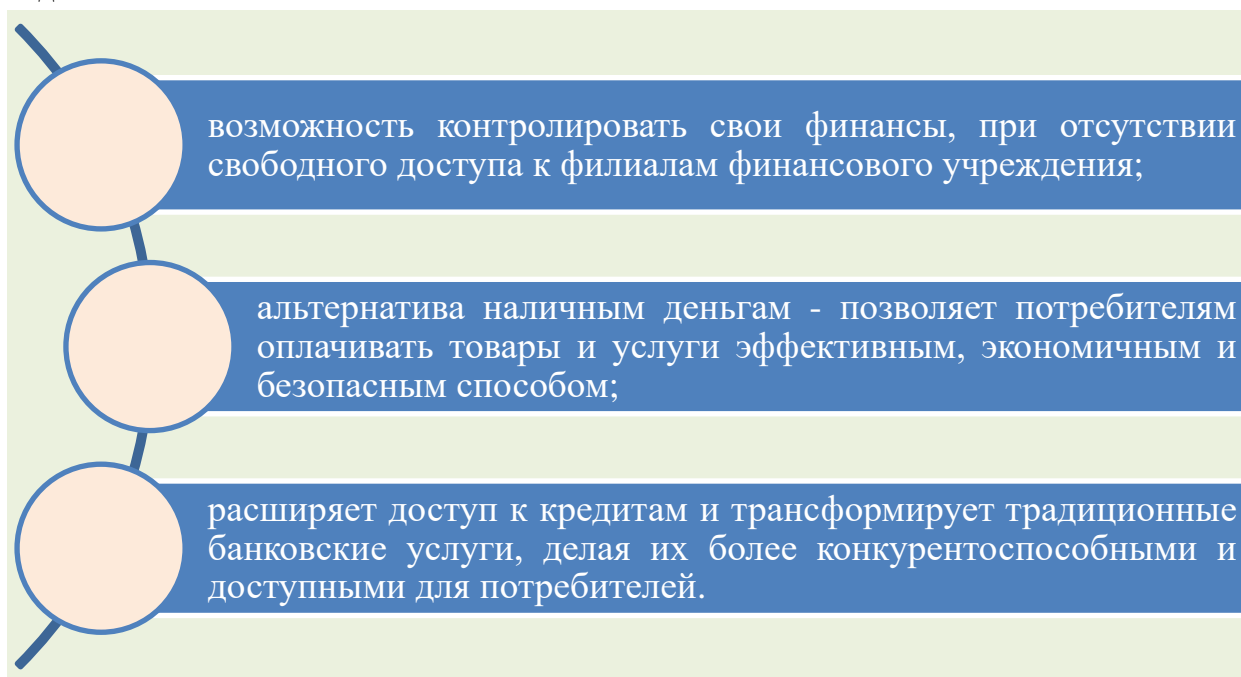 возможность контролировать свои финансы, при отсутствии
свободного доступа к филиалам финансового учреждения;
альтернатива наличным деньгам - позволяет потребителям
оплачивать товары и услуги эффективным, экономичным и
безопасным способом;
расширяет доступ к кредитам и трансформирует традиционные
банковские услуги, делая их более конкурентоспособными и
доступными для потребителей.